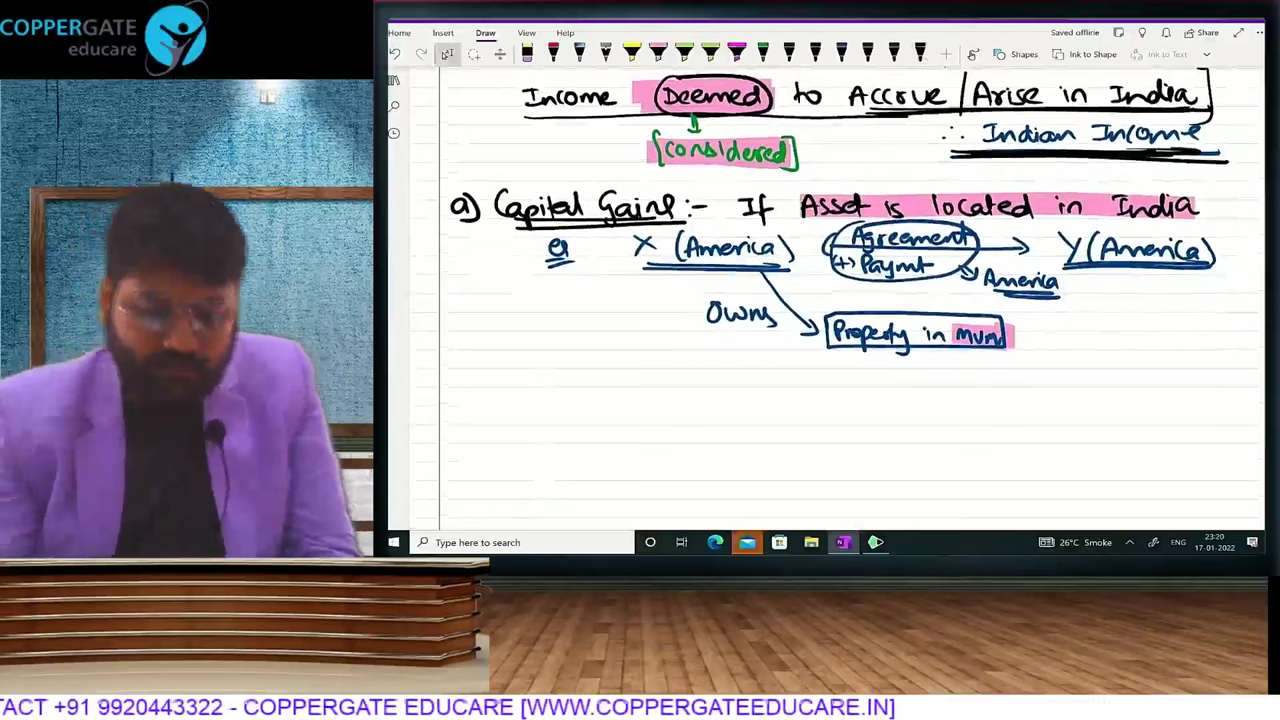 COPPERGATE
educare
Home Insert Draw View Help
Saved offline
Share
Shapes
Ink to Shape
Ink to Text
Income Deemed to Accrue / Arise in India
∴ Indian Income
[considered]
a) Capital Gains :- If Asset is located in India
eg X (America) Agreement Y (America)
(+) Paymt America
Owns
Property in mum
Type here to search
26°C Smoke
ENG
23:20
17-01-2022
TACT +91 9920443322 - COPPERGATE EDUCARE [WWW.COPPERGATEEDUCARE.IN]